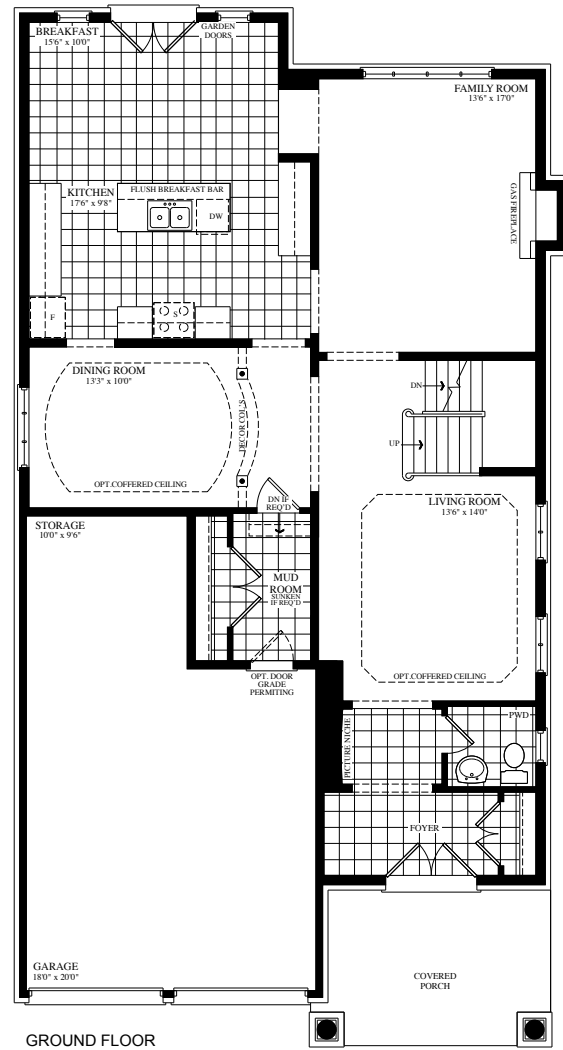 BREAKFAST
15'6" x 10'0"
GARDEN
DOORS
FAMILY ROOM
13'6" x 17'0"
KITCHEN
17'6" x 9'8"
FLUSH BREAKFAST BAR
DW
GAS FIREPLACE
F
S
DINING ROOM
13'3" x 10'0"
DECOR COL'S.
OPT.COFFERED CEILING
DN
UP
DN IF
REQ'D
LIVING ROOM
13'6" x 14'0"
STORAGE
10'0" x 9'6"
MUD
ROOM
SUNKEN
IF REQ'D
OPT. DOOR
GRADE
PERMITING
OPT.COFFERED CEILING
PICTURE NICHE
PWD
FOYER
GARAGE
18'0" x 20'0"
COVERED
PORCH
GROUND FLOOR